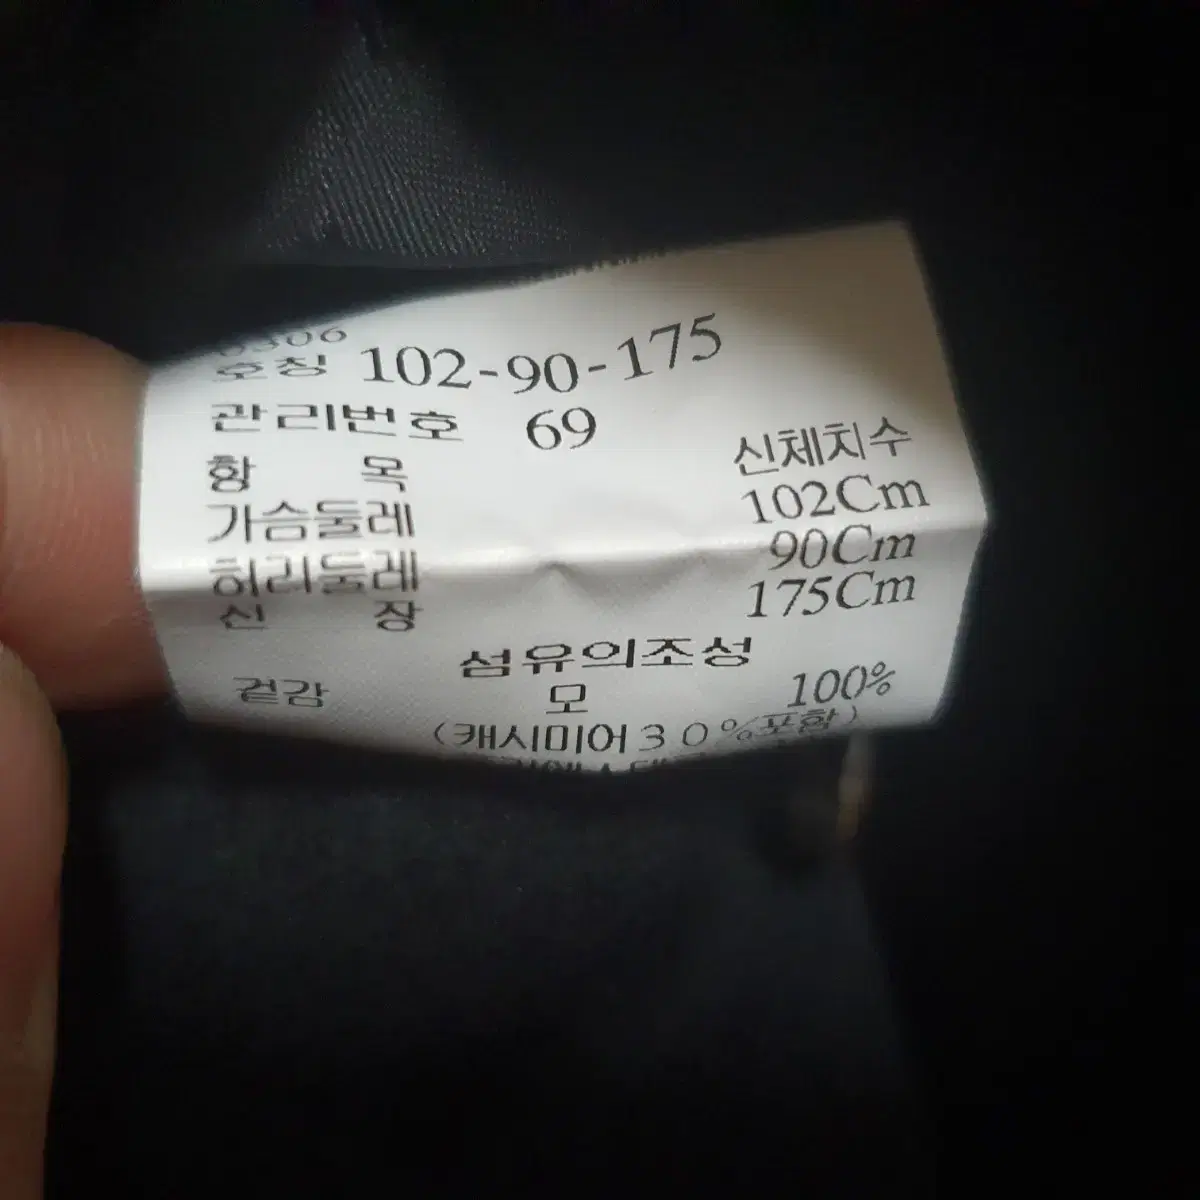 호칭 102-90-175
관리번호 69
항 목 신체치수
가슴둘레 102Cm
허리둘레 90Cm
신 장 175Cm
섬유의조성
겉감 모 100%
(캐시미어30%포함)